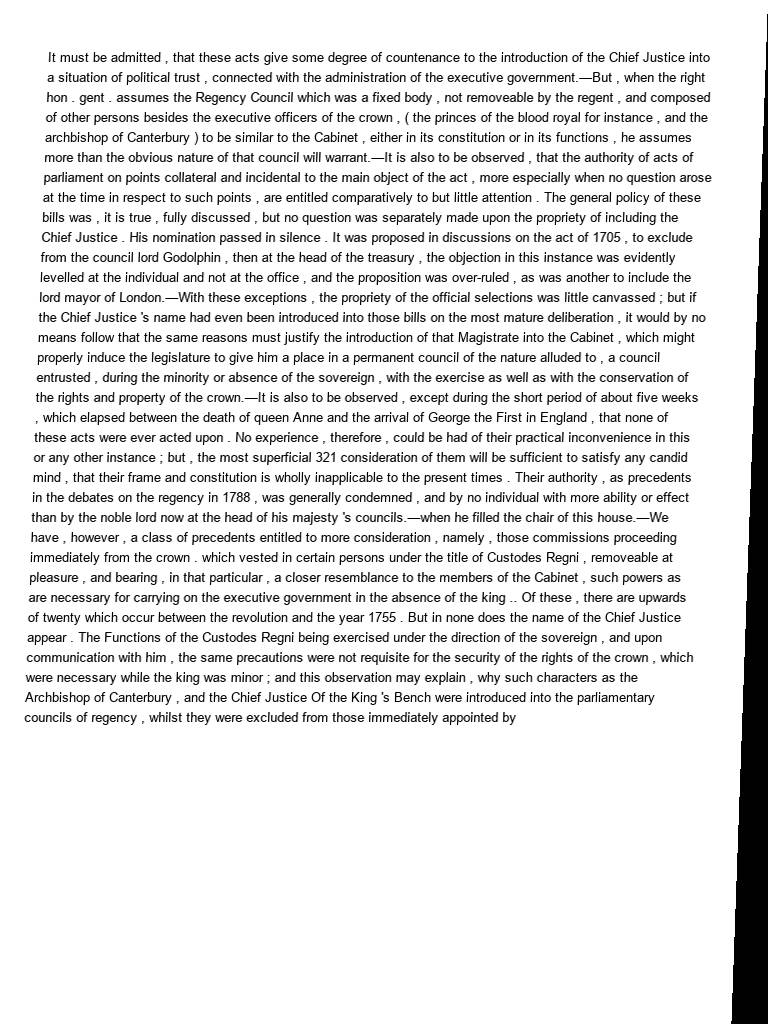 It must be admitted , that these acts give some degree of countenance to the introduction of the Chief Justice into
a situation of political trust , connected with the administration of the executive government.—But , when the right
hon . gent . assumes the Regency Council which was a fixed body , not removeable by the regent , and composed
of other persons besides the executive officers of the crown , ( the princes of the blood royal for instance , and the
archbishop of Canterbury ) to be similar to the Cabinet , either in its constitution or in its functions , he assumes
more than the obvious nature of that council will warrant.—It is also to be observed , that the authority of acts of
parliament on points collateral and incidental to the main object of the act , more especially when no question arose
at the time in respect to such points , are entitled comparatively to but little attention . The general policy of these
bills was , it is true , fully discussed , but no question was separately made upon the propriety of including the
Chief Justice . His nomination passed in silence . It was proposed in discussions on the act of 1705 , to exclude
from the council lord Godolphin , then at the head of the treasury , the objection in this instance was evidently
levelled at the individual and not at the office , and the proposition was over-ruled , as was another to include the
lord mayor of London.—With these exceptions , the propriety of the official selections was little canvassed ; but if
the Chief Justice 's name had even been introduced into those bills on the most mature deliberation , it would by no
means follow that the same reasons must justify the introduction of that Magistrate into the Cabinet , which might
properly induce the legislature to give him a place in a permanent council of the nature alluded to , a council
entrusted , during the minority or absence of the sovereign , with the exercise as well as with the conservation of
the rights and property of the crown.—It is also to be observed , except during the short period of about five weeks
, which elapsed between the death of queen Anne and the arrival of George the First in England , that none of
these acts were ever acted upon . No experience , therefore , could be had of their practical inconvenience in this
or any other instance ; but , the most superficial 321 consideration of them will be sufficient to satisfy any candid
mind , that their frame and constitution is wholly inapplicable to the present times . Their authority , as precedents
in the debates on the regency in 1788 , was generally condemned , and by no individual with more ability or effect
than by the noble lord now at the head of his majesty 's councils.—when he filled the chair of this house.—We
have , however , a class of precedents entitled to more consideration , namely , those commissions proceeding
immediately from the crown . which vested in certain persons under the title of Custodes Regni , removeable at
pleasure , and bearing , in that particular , a closer resemblance to the members of the Cabinet , such powers as
are necessary for carrying on the executive government in the absence of the king .. Of these , there are upwards
of twenty which occur between the revolution and the year 1755 . But in none does the name of the Chief Justice
appear . The Functions of the Custodes Regni being exercised under the direction of the sovereign , and upon
communication with him , the same precautions were not requisite for the security of the rights of the crown , which
were necessary while the king was minor ; and this observation may explain , why such characters as the
Archbishop of Canterbury , and the Chief Justice Of the King 's Bench were introduced into the parliamentary
councils of regency , whilst they were excluded from those immediately appointed by